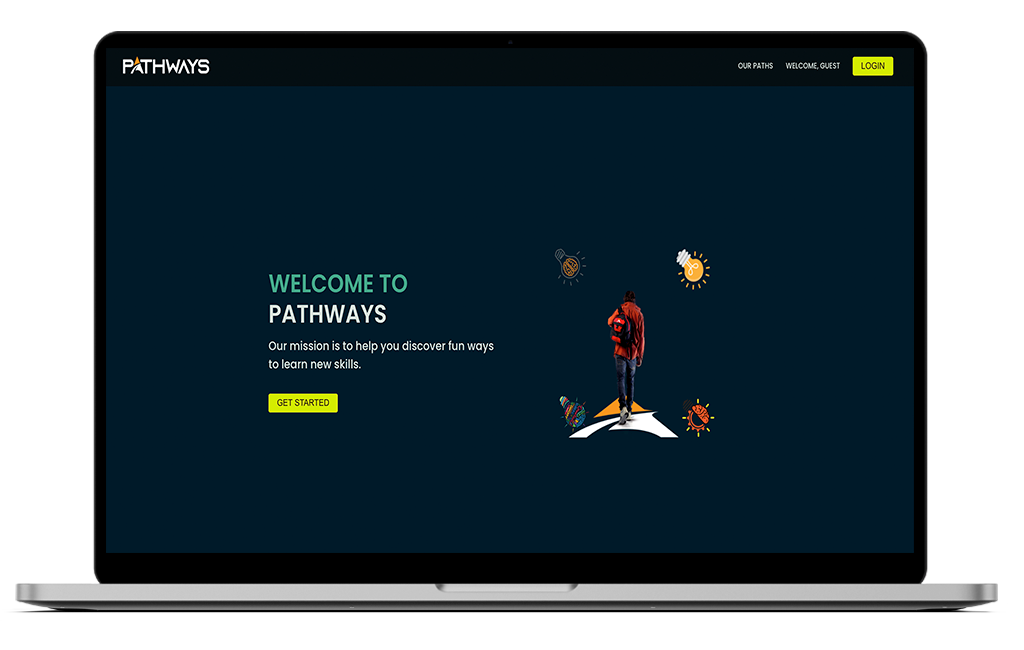 PATHWAYS
OUR PATHS
WELCOME, GUEST
LOGIN
WELCOME TO
PATHWAYS
Our mission is to help you discover fun ways
to learn new skills.
GET STARTED